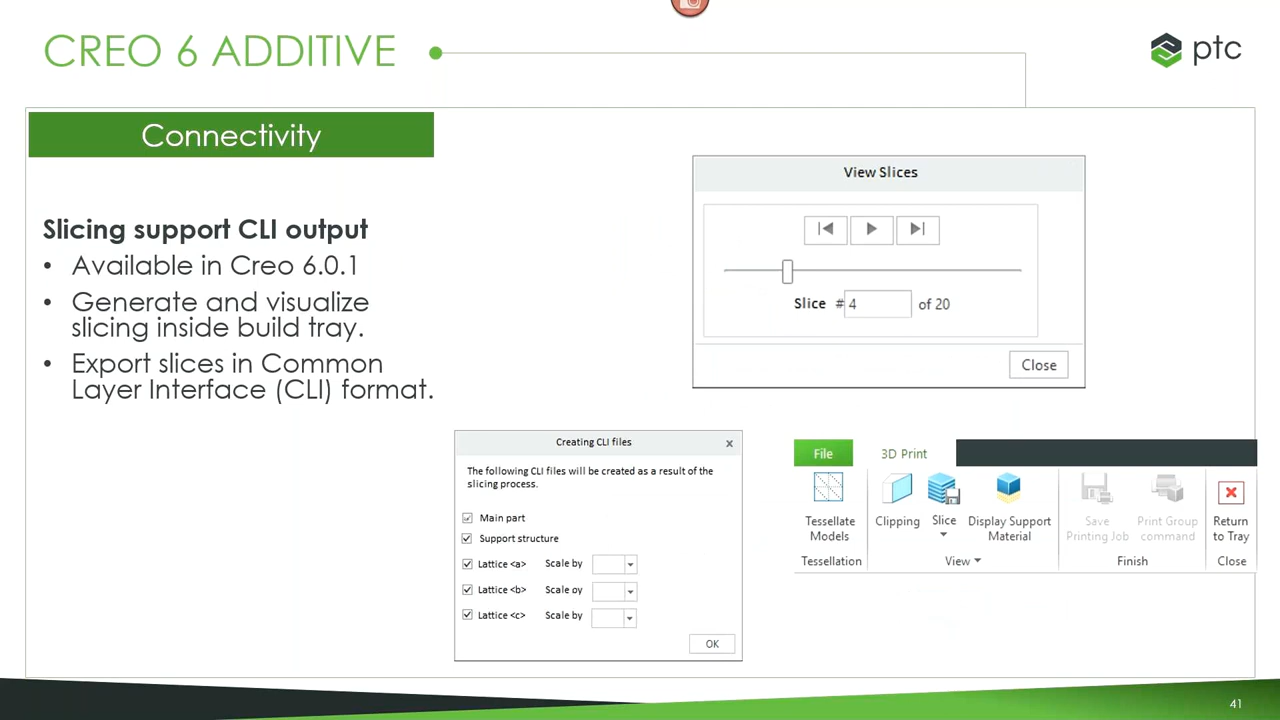 CREO 6 ADDITIVE
ptc
Connectivity
Slicing support CLI output
• Available in Creo 6.0.1
• Generate and visualize
slicing inside build tray.
• Export slices in Common
Layer Interface (CLI) format.
View Slices
Slice # 4 of 20
Close
Creating CLI files
The following CLI files will be created as a result of the
slicing process.
Main part
Support structure
Lattice <a> Scale by
Lattice <b> Scale oy
Lattice <c> Scale by
OK
File 3D Print
Tessellate
Models
Clipping
Slice
Display Support
Material
Save
Printing Job
Print Group
command
Return
to Tray
Tessellation
View
Finish
Close
41